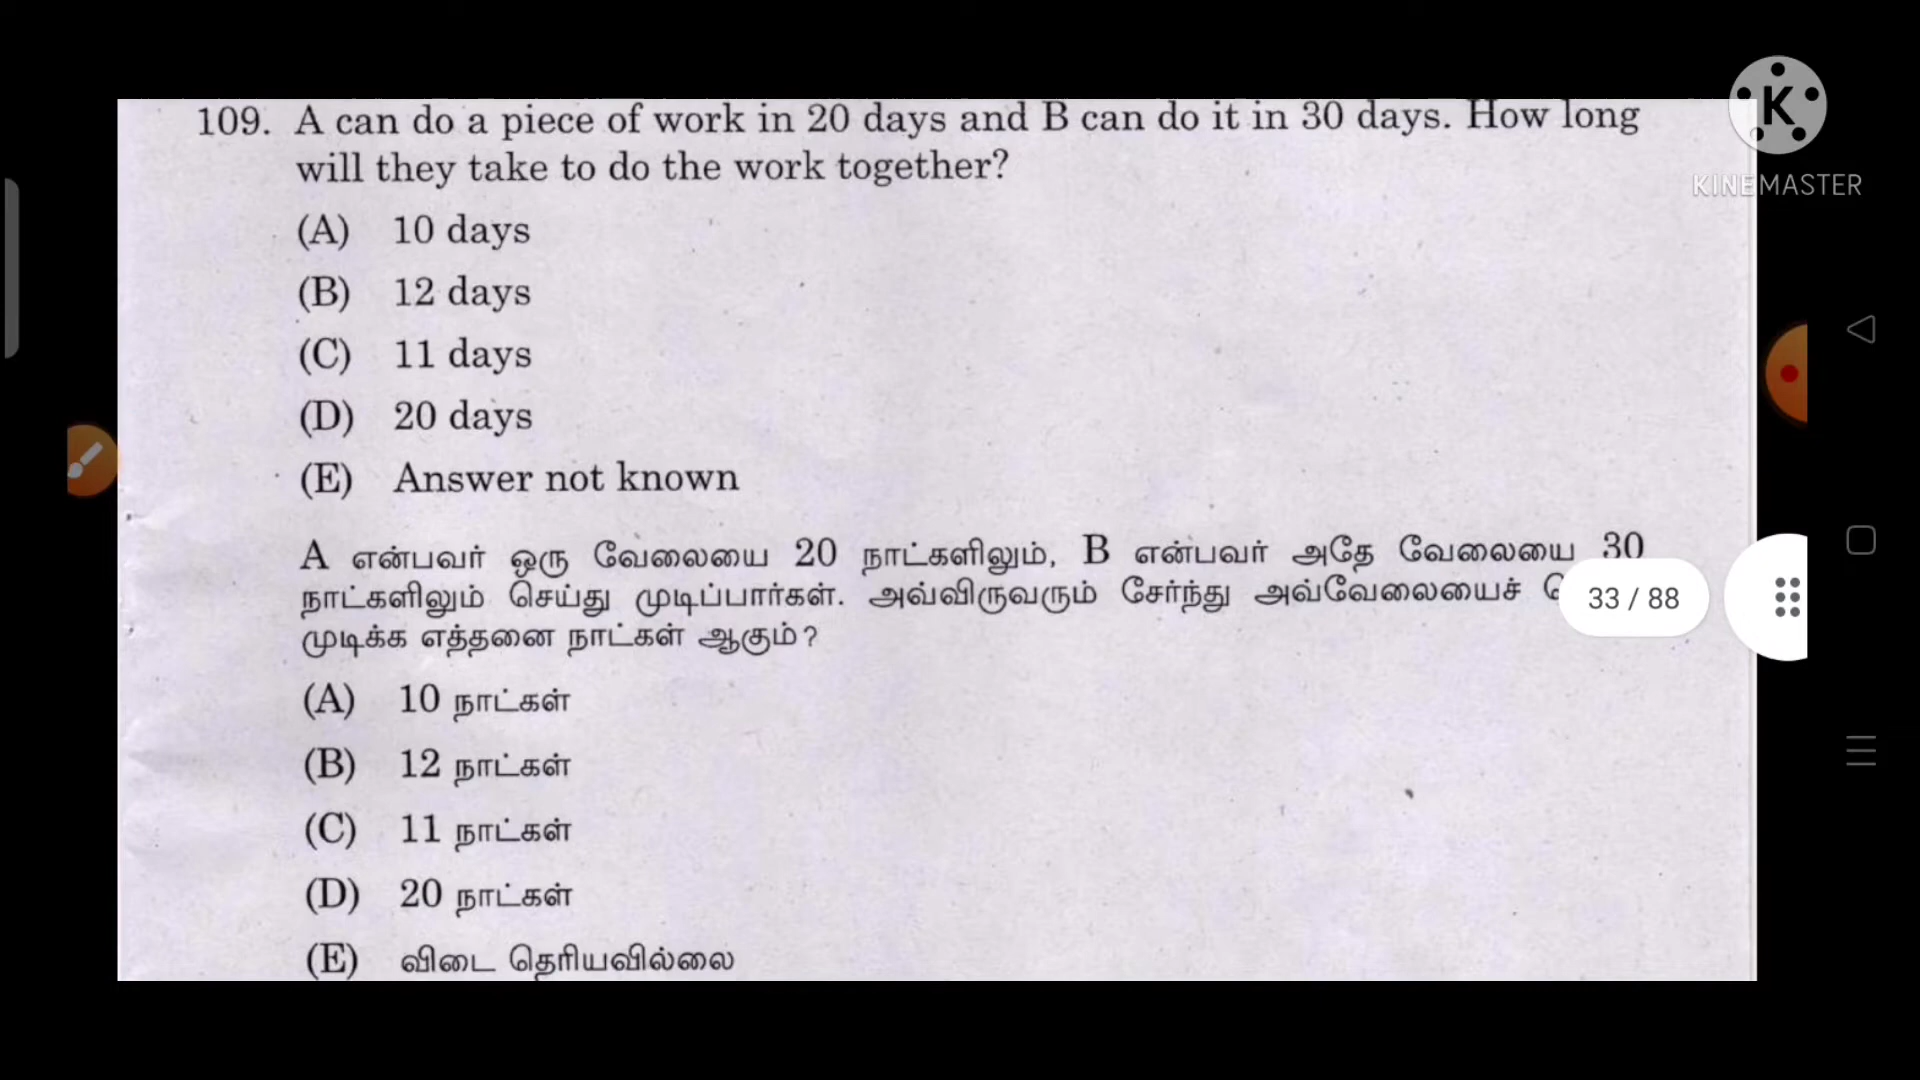 109. A can do a piece of work in 20 days and B can do it in 30 days. How long
will they take to do the work together?
(A) 10 days
(B) 12 days
(C) 11 days
(D) 20 days
(E) Answer not known
A என்பவர் ஒரு வேலையை 20 நாட்களிலும், B என்பவர் அதே வேலையை 30
நாட்களிலும் செய்து முடிப்பார்கள். அவ்விருவரும் சேர்ந்து அவ்வேலையைச்
முடிக்க எத்தனை நாட்கள் ஆகும்?
(A) 10 நாட்கள்
(B) 12 நாட்கள்
(C) 11 நாட்கள்
(D) 20 நாட்கள்
(E) விடை தெரியவில்லை
33 / 88
K
KINEMASTER